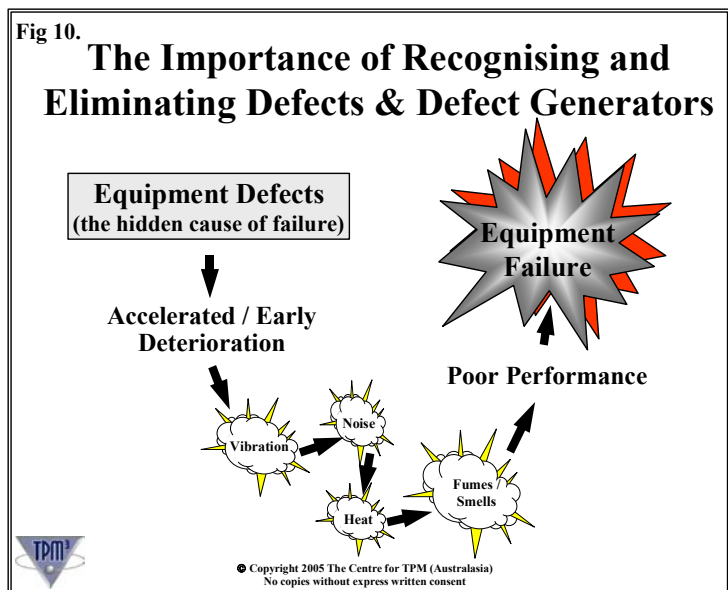 Fig 10.
The Importance of Recognising and
Eliminating Defects & Defect Generators
Equipment Defects
(the hidden cause of failure)
Accelerated / Early
Deterioration
Vibration
Noise
Heat
Fumes /
Smells
Poor Performance
Equipment
Failure
TPM³
© Copyright 2005 The Centre for TPM (Australasia)
No copies without express written consent